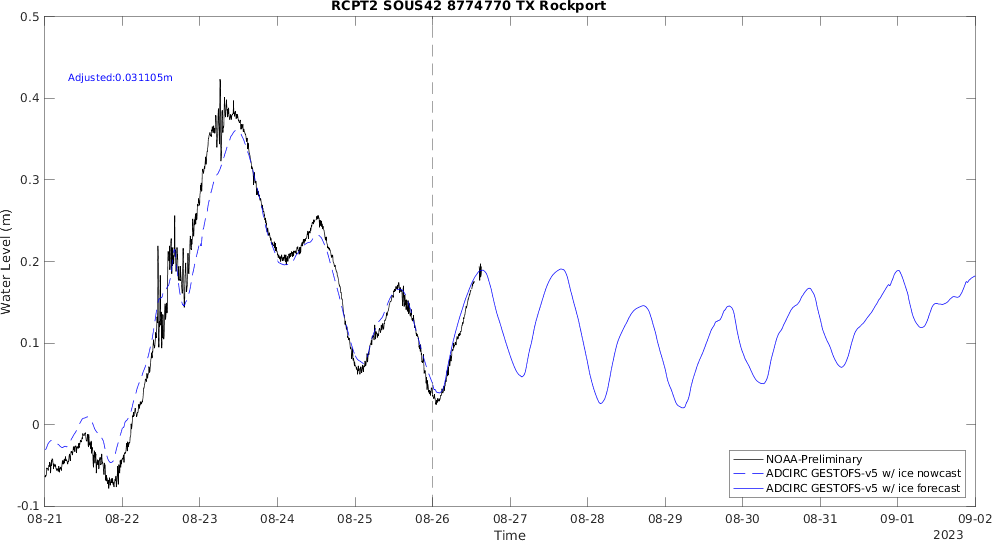 RCPT2 SOUS42 8774770 TX Rockport
0.5
Adjusted:0.031105m
0.4
0.3
0.2
0.1
0
-0.1
Water Level (m)
NOAA-Preliminary
ADCIRC GESTOFS-v5 w/ ice nowcast
ADCIRC GESTOFS-v5 w/ ice forecast
08-21 08-22 08-23 08-24 08-25 08-26 08-27 08-28 08-29 08-30 08-31 09-01 09-02
Time
2023